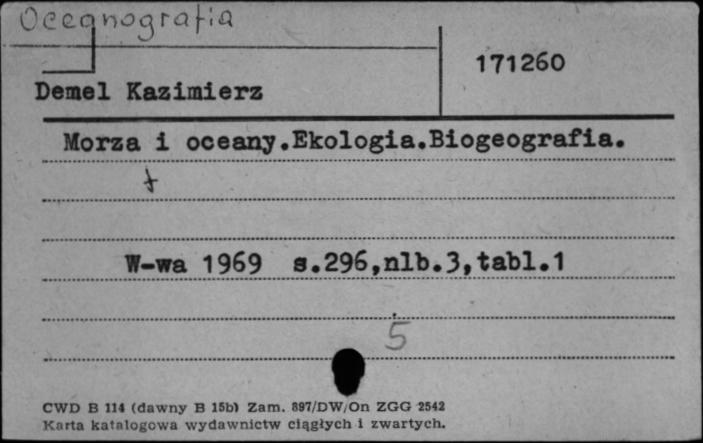 Oceanografia
171260
Demel Kazimierz
Morza i oceany.Ekologia.Biogeografia.
W-wa 1969 s.296,nlb.3,tabl.1
5
CWD B 114 (dawny B 15b) Zam. 897/DW/On ZGG 2542
Karta katalogowa wydawnictw ciągłych i zwartych.